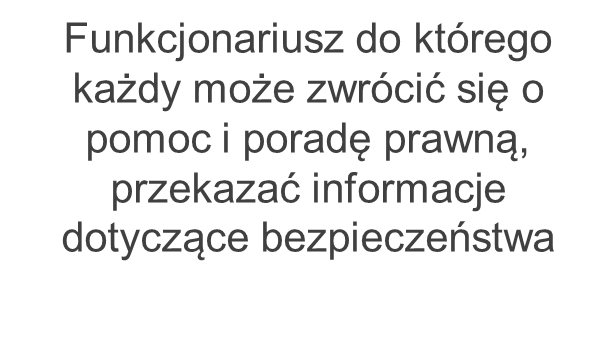 Funkcjonariusz do którego
każdy może zwrócić się o
pomoc i poradę prawną,
przekazać informacje
dotyczące bezpieczeństwa